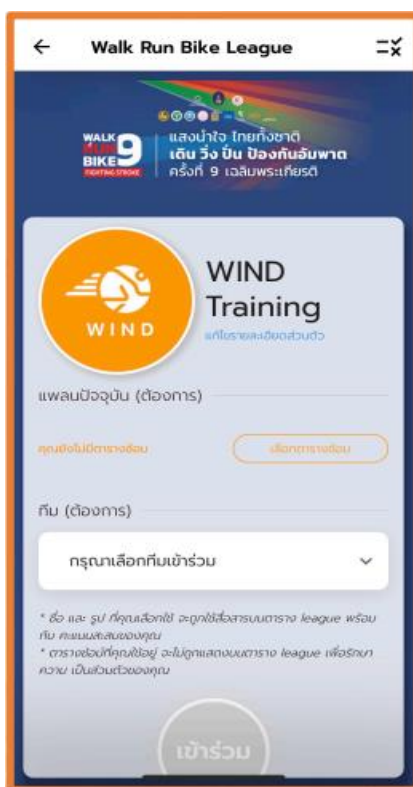 Walk Run Bike League
WALK
RUN
BIKE
9
FIGHTING STROKE
แสงนำใจ ไทยทั้งชาติ
เดิน วิ่ง ปั่น ป้องกันอัมพาต
ครั้งที่ 9 เฉลิมพระเกียรติ
WIND
WIND
Training
แก้ไขรายละเอียดส่วนตัว
แพลนปัจจุบัน (ต้องการ)
คุณยังไม่มีตารางซ้อม
เลือกตารางซ้อม
ทีม (ต้องการ)
กรุณาเลือกทีมเข้าร่วม
* ชื่อ และ รูป ที่คุณเลือกใช้ จะถูกใช้สื่อสารบนตาราง league พร้อม
กับ คะแนนสะสมของคุณ
* ตารางซ้อมที่คุณใช้อยู่ จะไม่ถูกแสดงบนตาราง league เพื่อรักษา
ความ เป็นส่วนตัวของคุณ
เข้าร่วม